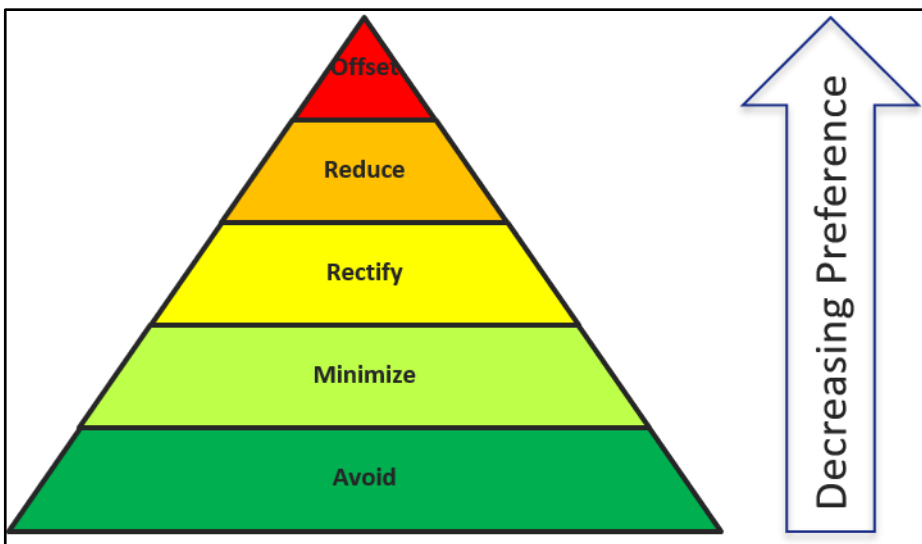 Offset
Reduce
Rectify
Minimize
Avoid
Decreasing Preference